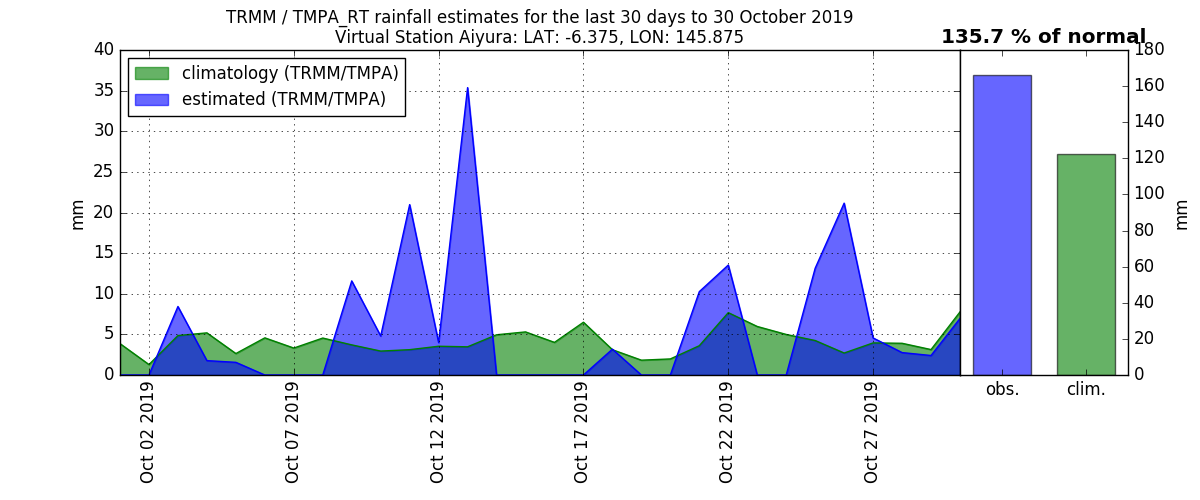 TRMM / TMPA_RT rainfall estimates for the last 30 days to 30 October 2019
Virtual Station Aiyura: LAT: -6.375, LON: 145.875
135.7 % of normal
climatology (TRMM/TMPA)
estimated (TRMM/TMPA)
mm
40
35
30
25
20
15
10
5
0
Oct 02 2019
Oct 07 2019
Oct 12 2019
Oct 17 2019
Oct 22 2019
Oct 27 2019
obs.
clim.
180
160
140
120
100
80
60
40
20
0
mm